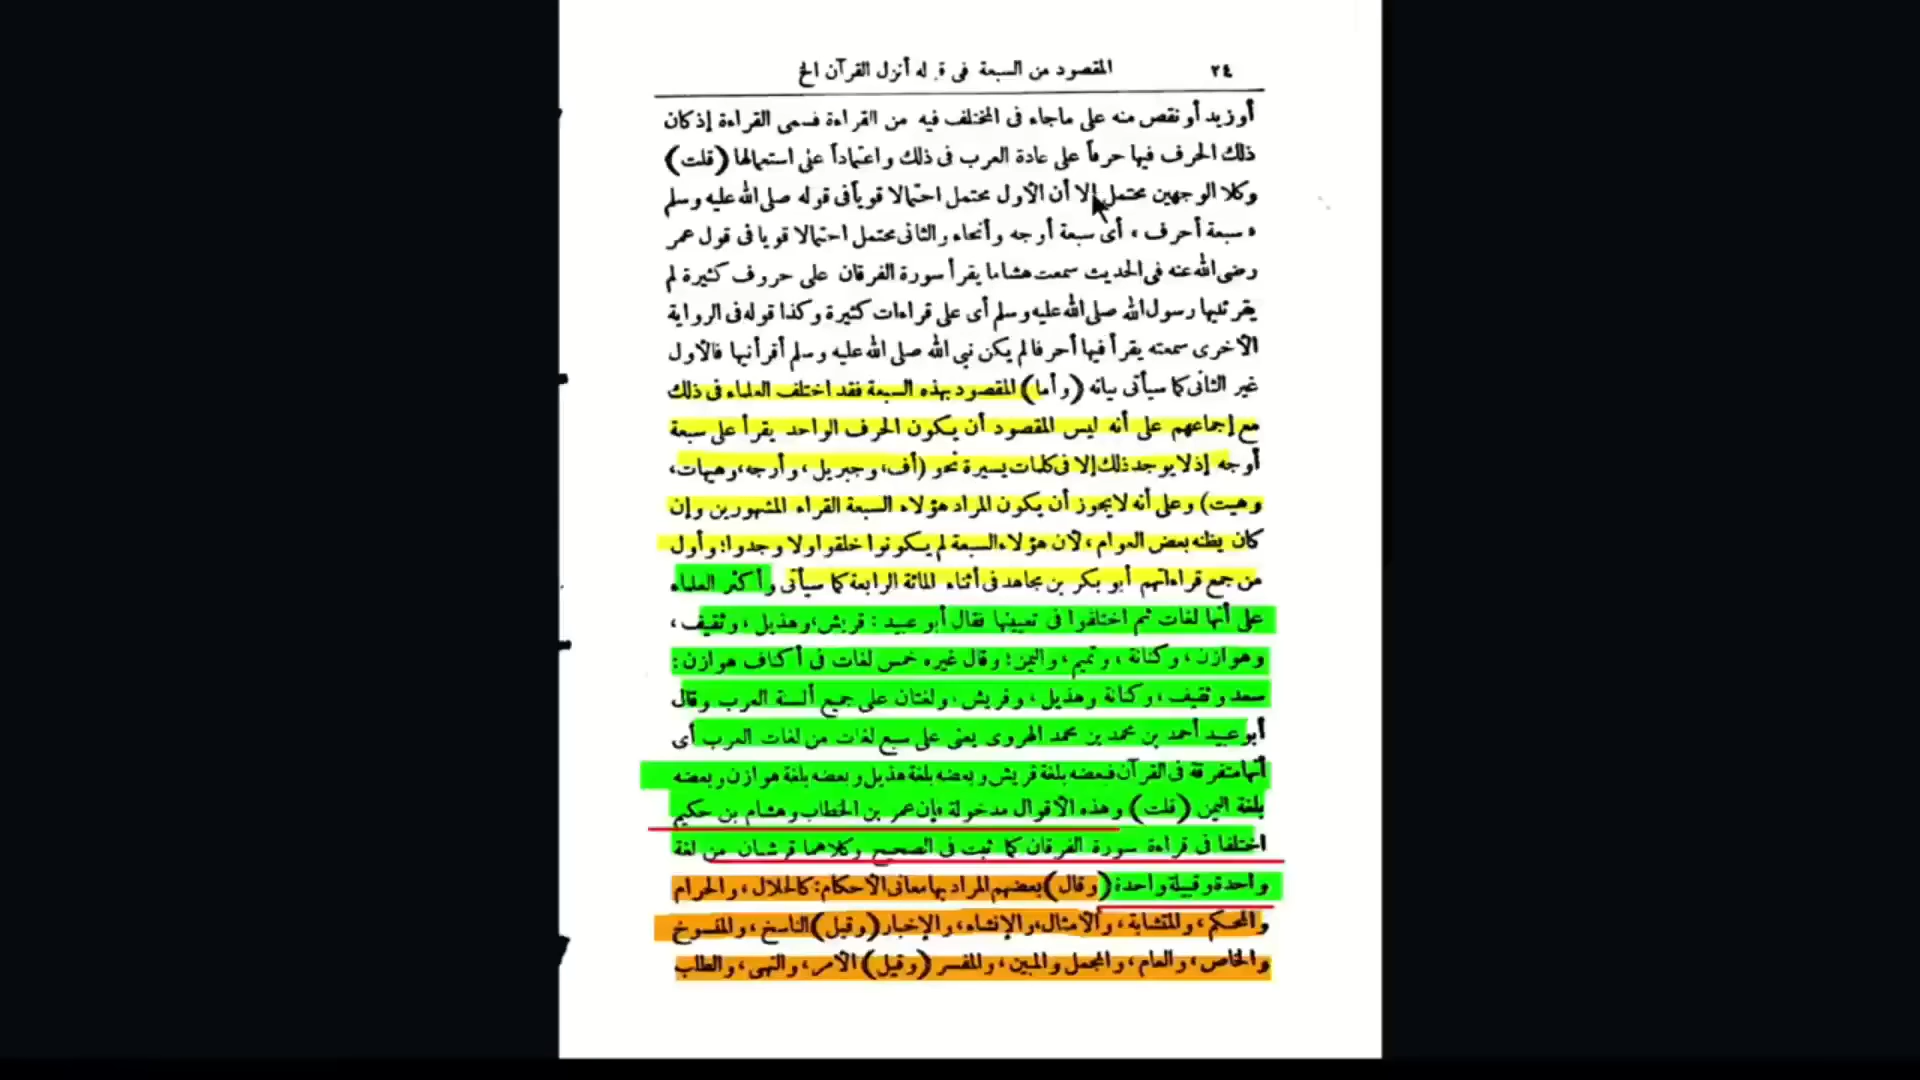 ٢٤ المقصود من السبعة فى قوله أنزل القرآن الخ
أو زيد أو نقص منه على ماجاء فى المختلف فيه من القراءة فسمى القراءة إذ كان
ذلك الحرف فيها حرفاً على عادة العرب فى ذلك واعتماداً على استعمالها (قلت)
وكلا الوجهين محتمل إلا أن الأول محتمل احتمالا قوياً فى قوله صلى الله عليه وسلم
« سبعة أحرف » أى سبعة أوجه وأنحاء والثانى محتمل احتمالا قويا فى قول عمر
رضى الله عنه فى الحديث سمعت هشاما يقرأ سورة الفرقان على حروف كثيرة لم
يقرئنيها رسول الله صلى الله عليه وسلم أى على قراءات كثيرة وكذا قوله فى الرواية
الأخرى سمعته يقرأ فيها أحرفا لم يكن نبى الله صلى الله عليه وسلم أقرأنيها فالأول
غير الثانى كما سيأتى بيانه (وأما) المقصود بهذه السبعة فقد اختلف العلماء فى ذلك
مع إجماعهم على أنه ليس المقصود أن يكون الحرف الواحد يقرأ على سبعة
أوجه إذ لا يوجد ذلك إلا فى كلمات يسيرة نحو (أف، وجبريل، وأرجه، وهيهات،
وهيت) وعلى أنه لا يجوز أن يكون المراد هؤلاء السبعة القراء المشهورين وإن
كان يظنه بعض العوام، لأن هؤلاء السبعة لم يكونوا خلقوا ولا وجدوا؛ وأول
من جمع قراءاتهم أبو بكر بن مجاهد فى أثناء المائة الرابعة كما سيأتى وأكثر العلماء
على أنها لغات ثم اختلفوا فى تعيينها فقال أبو عبيد : قريش، وهذيل، وثقيف،
وهوازن، وكنانة، وتميم، واليمن؛ وقال غيره خمس لغات فى أكناف هوازن:
سعد وثقيف، وكنانة وهذيل، وقريش، ولغتان على جميع ألسنة العرب وقال
أبو عبيد أحمد بن محمد بن محمد الهروى يعنى على سبع لغات من لغات العرب أى
أنها متفرقة فى القرآن فبعضه بلغة قريش وبعضه بلغة هذيل وبعضه بلغة هوازن وبعضه
بلغة اليمن (قلت) وهذه الأقوال مدخولة فإن عمر بن الخطاب وهشام بن حكيم
اختلفا فى قراءة سورة الفرقان كما ثبت فى الصحيح وكلاهما قرشيان من لغة
واحدة وقبيلة واحدة (وقال) بعضهم المراد بها معانى الأحكام: كالحلال، والحرام
والمحكم، والمتشابة، والأمثال، والإنشاء، والإخبار (وقيل) الناسخ، والمنسوخ
والخاص، والعام، والمجمل والمبين، والمفسر (وقيل) الأمر، والنهى، والطلب